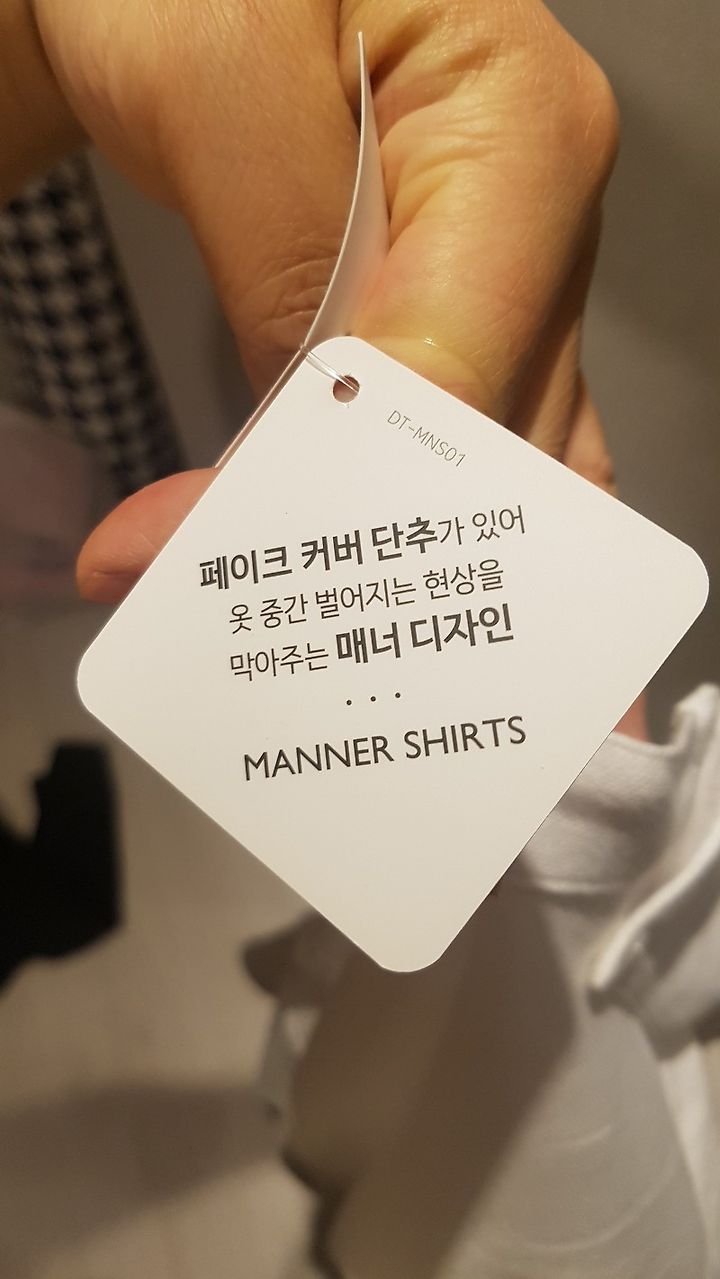 DT-MNS01
페이크 커버 단추가 있어
옷 중간 벌어지는 현상을
막아주는 매너 디자인
...
MANNER SHIRTS